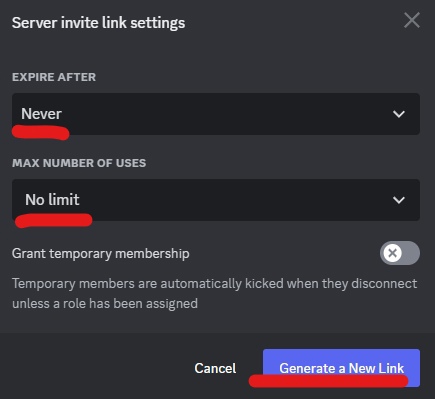 Server invite link settings
EXPIRE AFTER
Never
MAX NUMBER OF USES
No limit
Grant temporary membership
Temporary members are automatically kicked when they disconnect
unless a role has been assigned
Cancel Generate a New Link